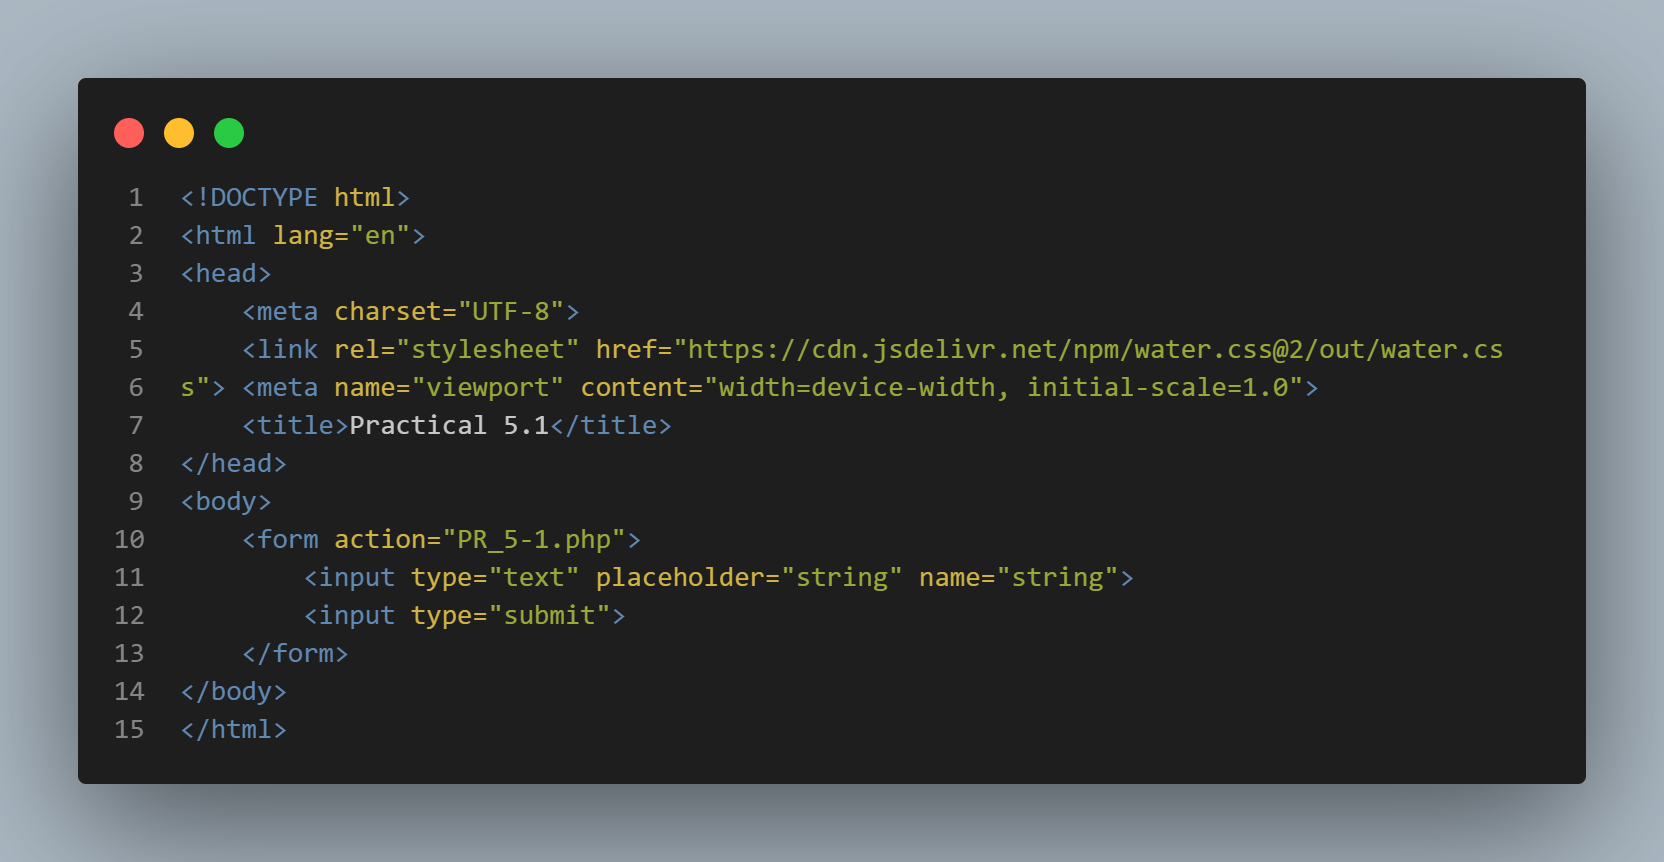 1 <!DOCTYPE html>
2 <html lang="en">
3 <head>
4     <meta charset="UTF-8">
5     <link rel="stylesheet" href="https://cdn.jsdelivr.net/npm/water.css@2/out/water.cs
6 s"> <meta name="viewport" content="width=device-width, initial-scale=1.0">
7     <title>Practical 5.1</title>
8 </head>
9 <body>
10     <form action="PR_5-1.php">
11         <input type="text" placeholder="string" name="string">
12         <input type="submit">
13     </form>
14 </body>
15 </html>